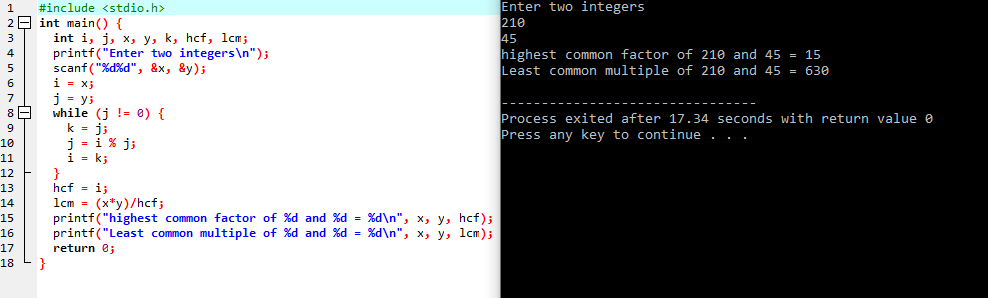 1 #include <stdio.h>
2 int main() {
3 int i, j, x, y, k, hcf, lcm;
4 printf("Enter two integers\n");
5 scanf("%d%d", &x, &y);
6 i = x;
7 j = y;
8 while (j != 0) {
9 k = j;
10 j = i % j;
11 i = k;
12 }
13 hcf = i;
14 lcm = (x*y)/hcf;
15 printf("highest common factor of %d and %d = %d\n", x, y, hcf);
16 printf("Least common multiple of %d and %d = %d\n", x, y, lcm);
17 return 0;
18 }
Enter two integers
210
45
highest common factor of 210 and 45 = 15
Least common multiple of 210 and 45 = 630
--------------------------------
Process exited after 17.34 seconds with return value 0
Press any key to continue . . .